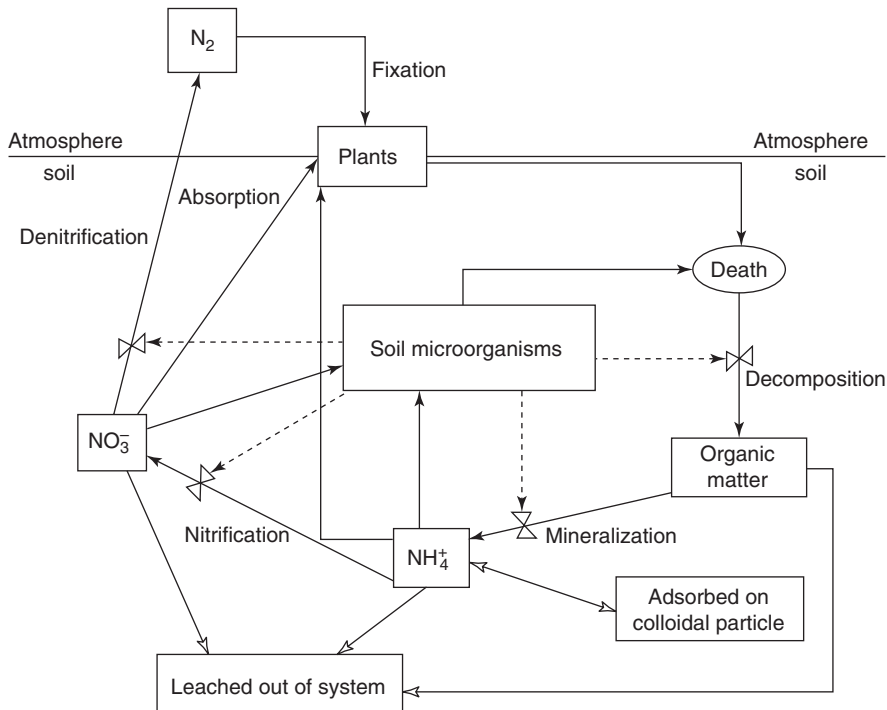 N₂
Fixation
Atmosphere
Atmosphere
Plants
soil
soil
Absorption
Denitrification
Death
Soil microorganisms
Decomposition
NO₃⁻
Organic
matter
Nitrification
Mineralization
NH₄⁺
Adsorbed on
colloidal particle
Leached out of system